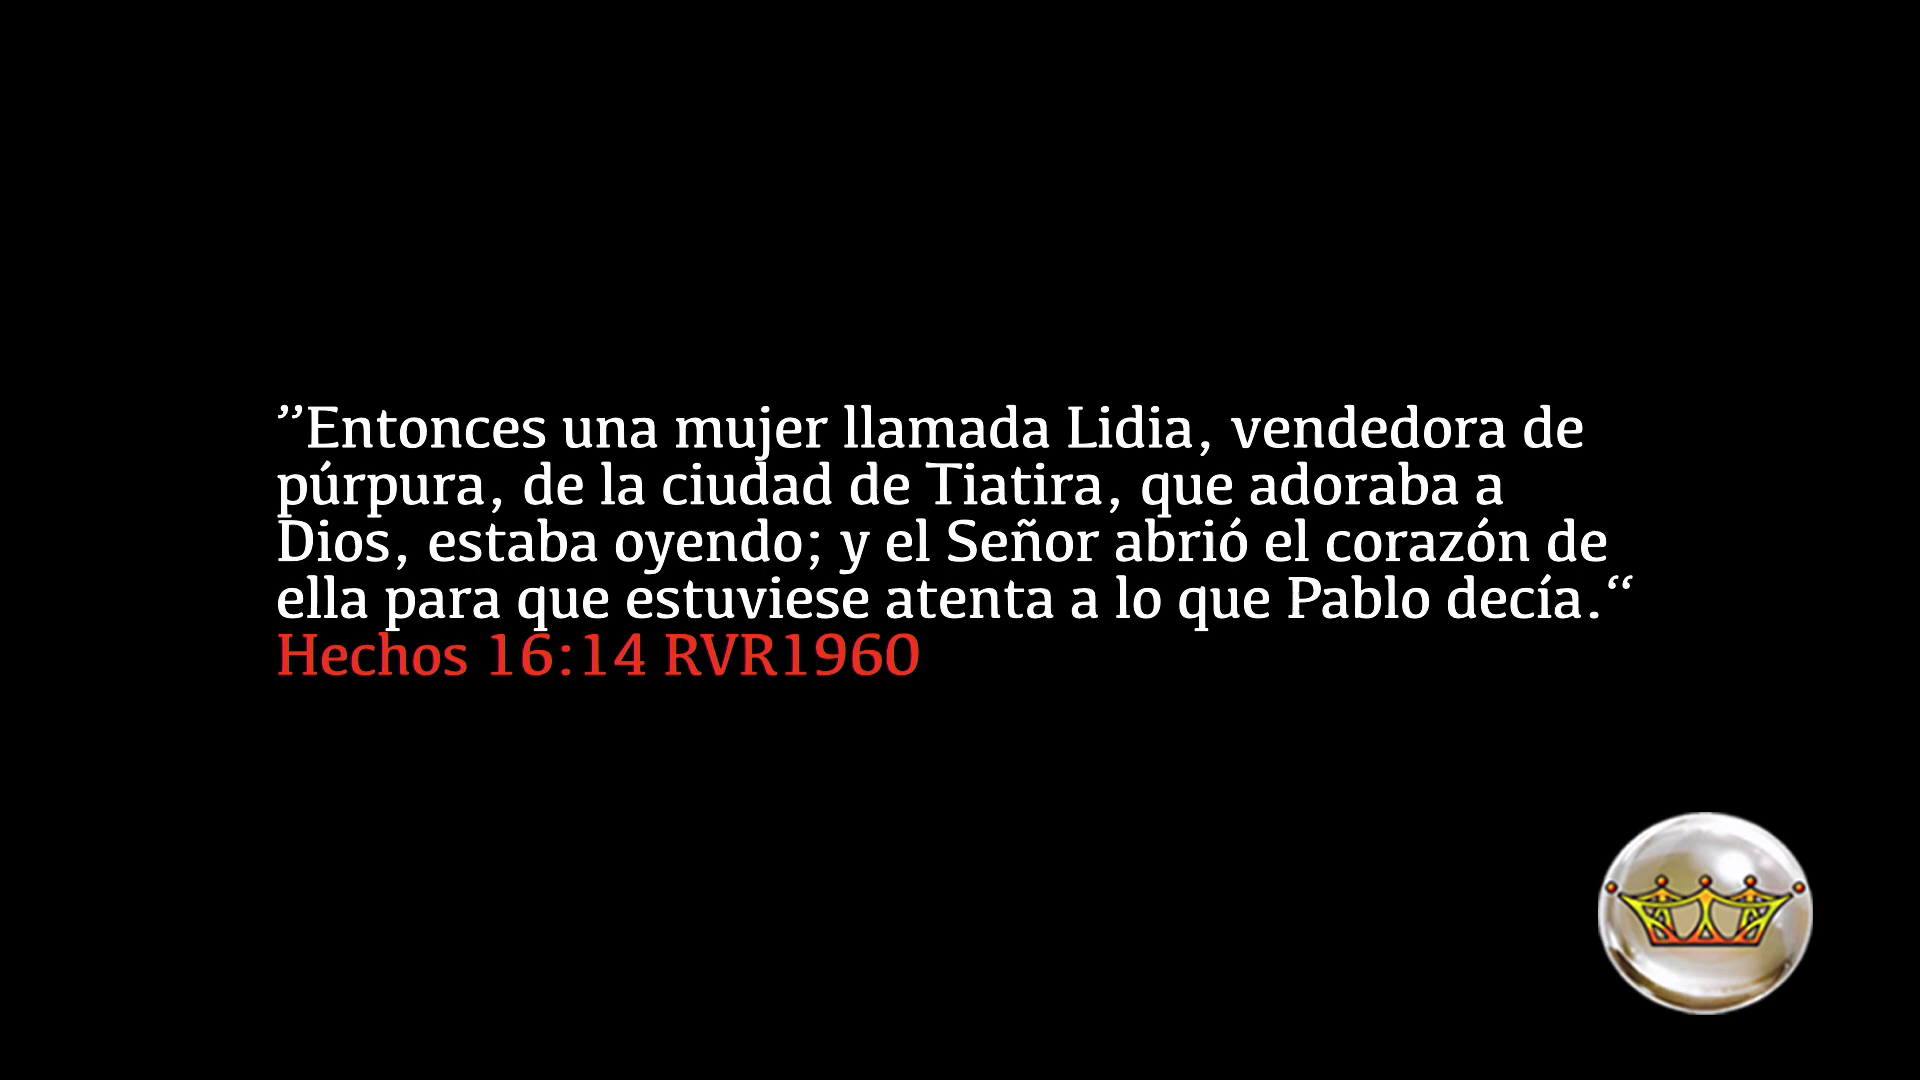 ”Entonces una mujer llamada Lidia, vendedora de
púrpura, de la ciudad de Tiatira, que adoraba a
Dios, estaba oyendo; y el Señor abrió el corazón de
ella para que estuviese atenta a lo que Pablo decía.“
Hechos 16:14 RVR1960